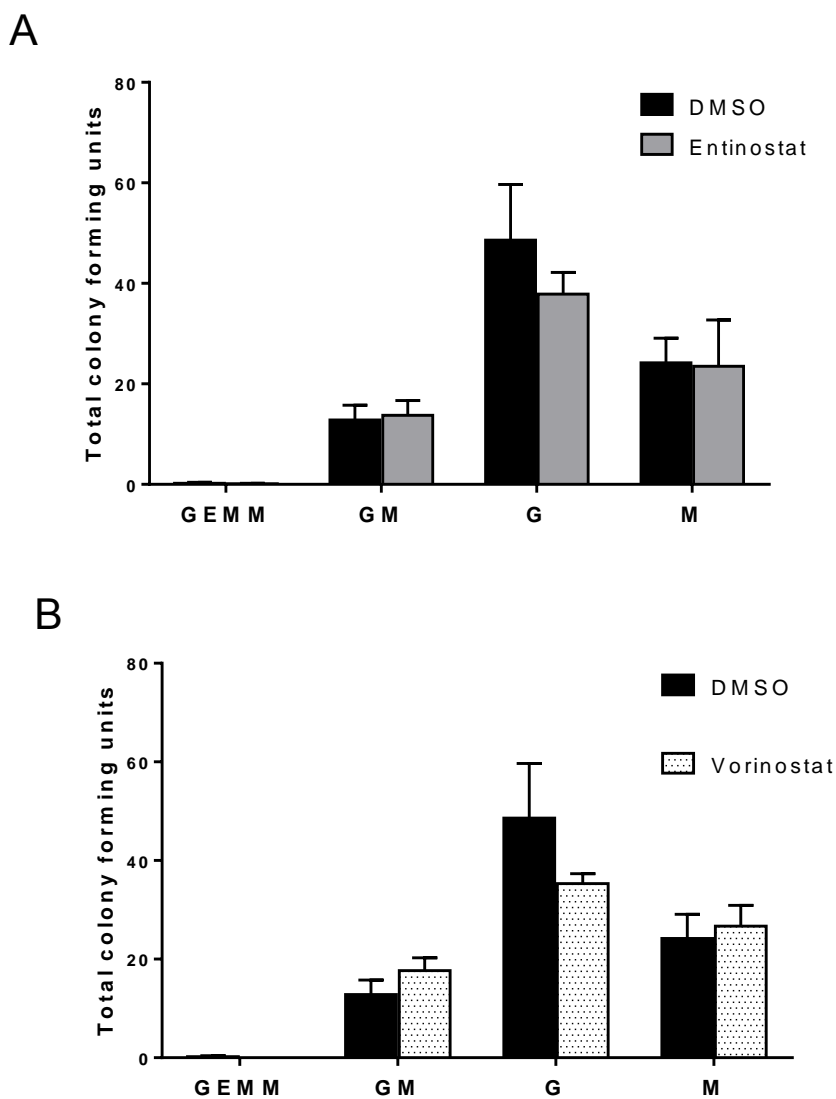 A
Total colony forming units
80
60
40
20
0
DMSO
Entinostat
GEMM GM G M
B
Total colony forming units
80
60
40
20
0
DMSO
Vorinostat
GEMM GM G M